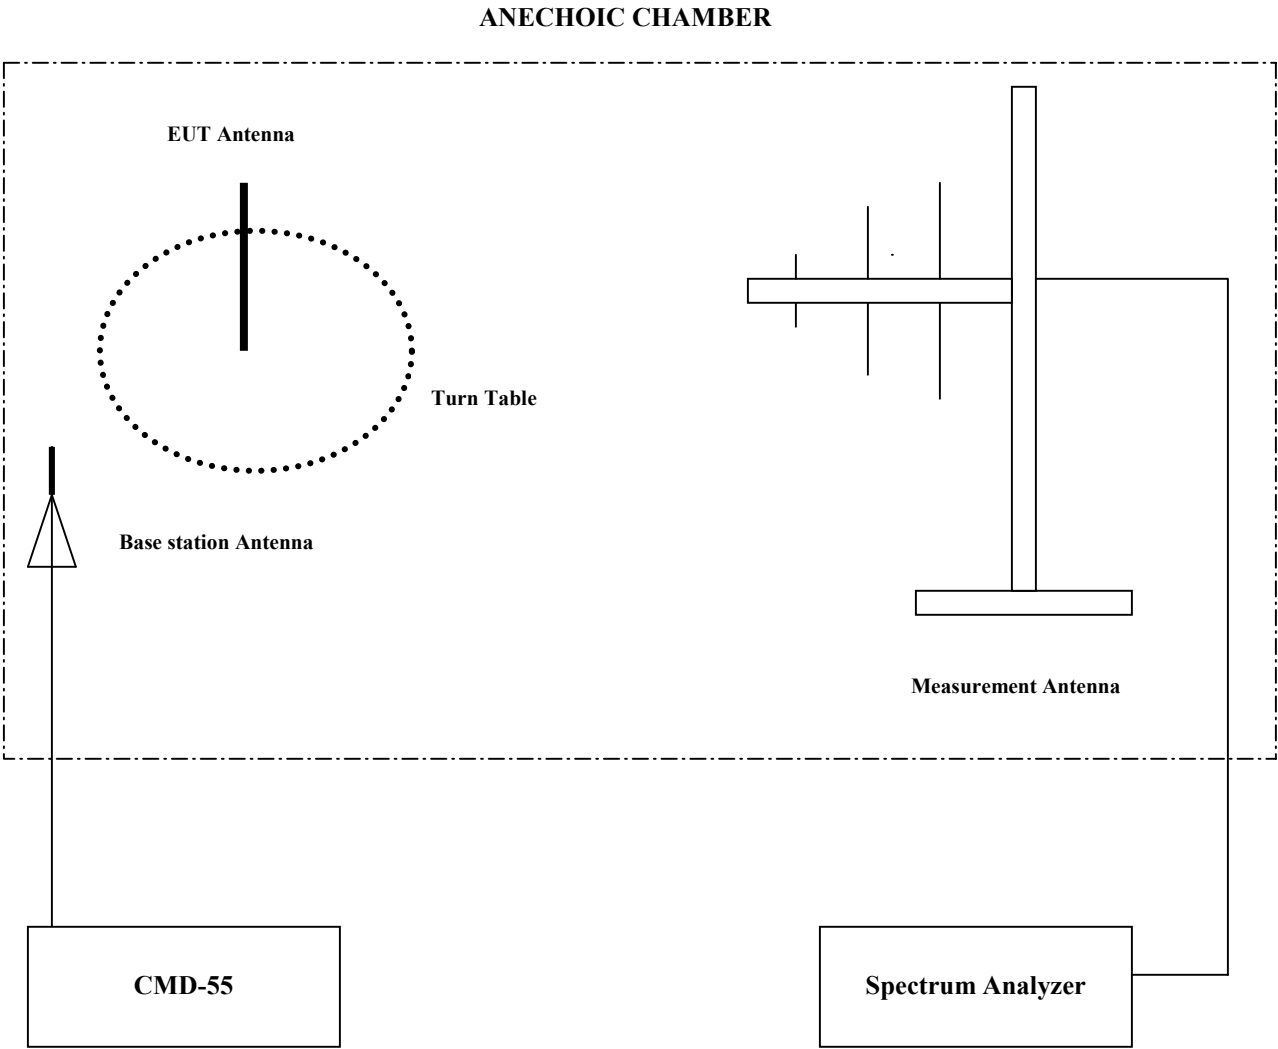 ANECHOIC CHAMBER
EUT Antenna
Turn Table
Base station Antenna
Measurement Antenna
CMD-55
Spectrum Analyzer